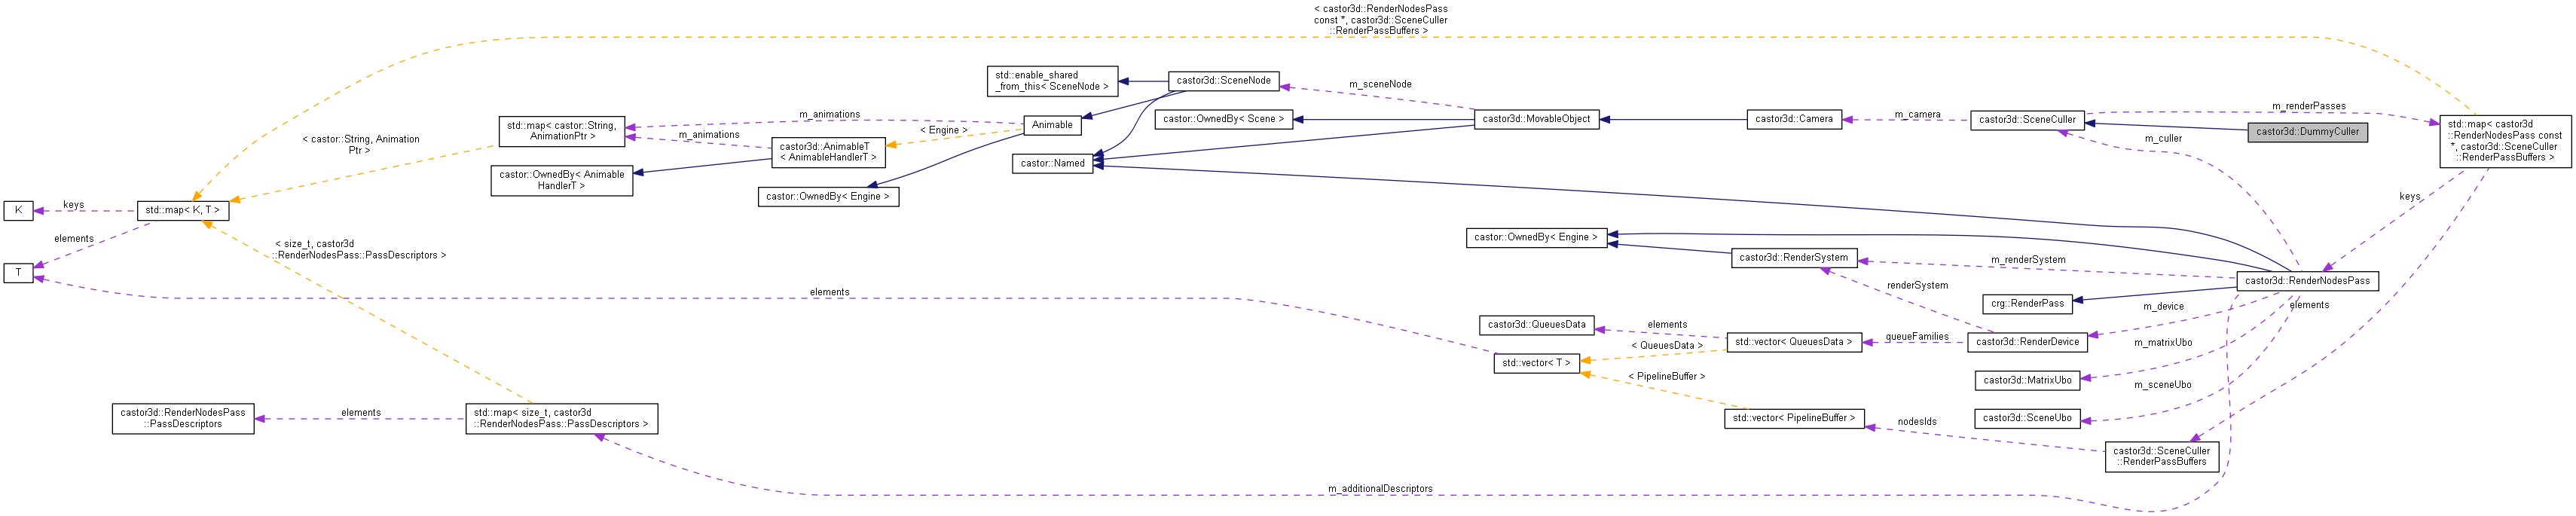 < castor3d::RenderNodesPass
const *, castor3d::SceneCuller
::RenderPassBuffers >
std::enable_shared
_from_this< SceneNode >
castor3d::SceneNode
m_sceneNode
m_renderPasses
m_animations
std::map< castor::String,
AnimationPtr >
Animable
castor::OwnedBy< Scene >
castor3d::MovableObject
castor3d::Camera
m_camera
castor3d::SceneCuller
castor3d::DummyCuller
std::map< castor3d
::RenderNodesPass const
*, castor3d::SceneCuller
::RenderPassBuffers >
< Engine >
m_animations
m_culler
< castor::String, Animation
Ptr >
castor3d::AnimableT
< AnimableHandlerT >
castor::Named
castor::OwnedBy< Animable
HandlerT >
castor::OwnedBy< Engine >
keys
K
keys
std::map< K, T >
elements
castor::OwnedBy< Engine >
< size_t, castor3d
::RenderNodesPass::PassDescriptors >
castor3d::RenderSystem
m_renderSystem
T
castor3d::RenderNodesPass
renderSystem
elements
crg::RenderPass
elements
m_device
castor3d::QueuesData
elements
std::vector< QueuesData >
queueFamilies
castor3d::RenderDevice
< QueuesData >
m_matrixUbo
std::vector< T >
< PipelineBuffer >
castor3d::MatrixUbo
m_sceneUbo
castor3d::RenderNodesPass
::PassDescriptors
elements
std::map< size_t, castor3d
::RenderNodesPass::PassDescriptors >
std::vector< PipelineBuffer >
nodesIds
castor3d::SceneUbo
castor3d::SceneCuller
::RenderPassBuffers
m_additionalDescriptors